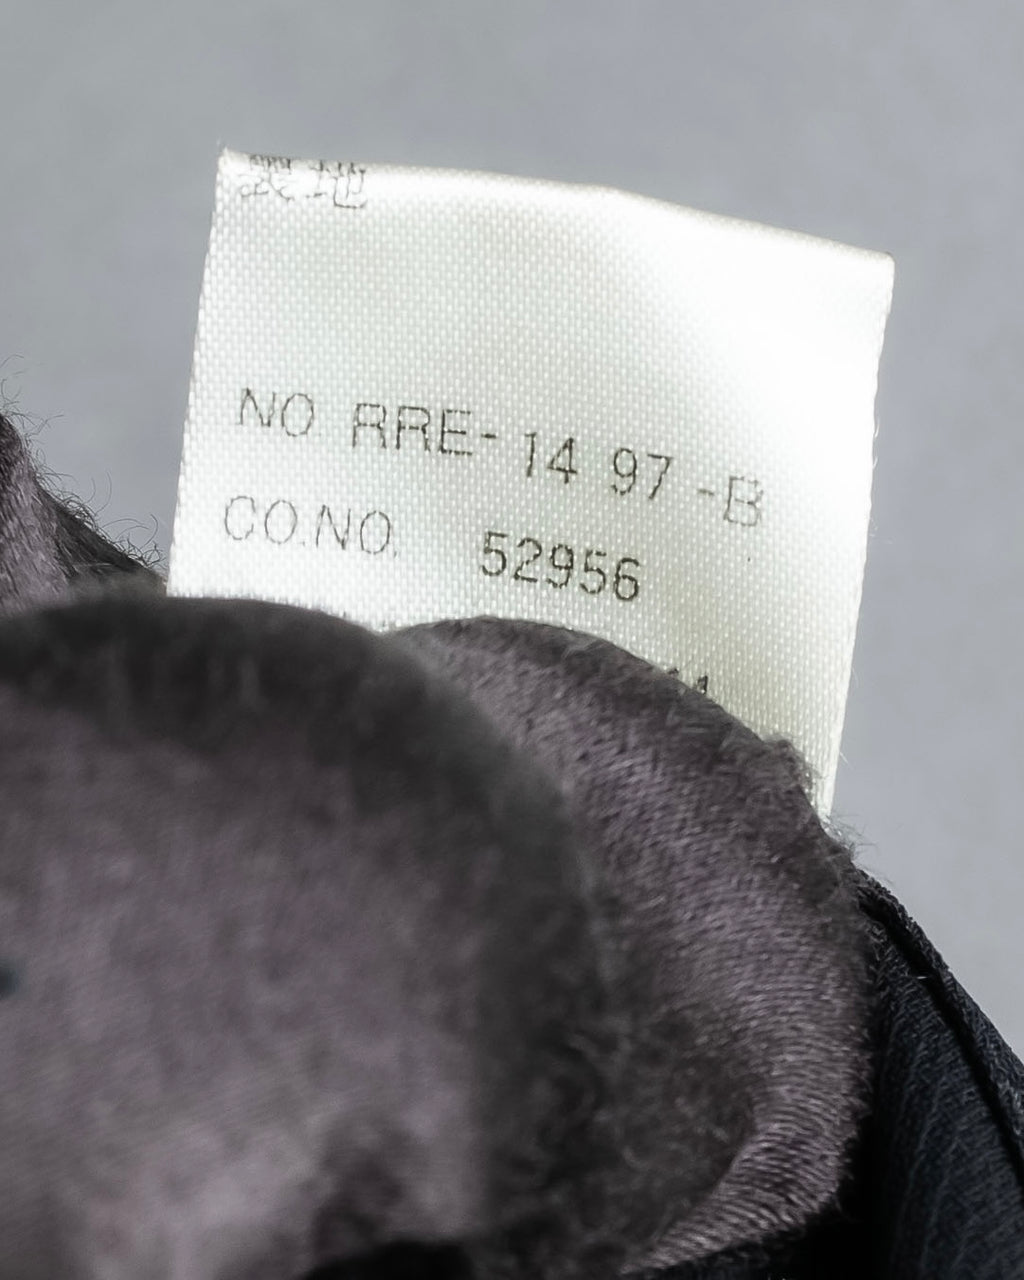 裏地
NO RRE-14 97 -B
CO.NO. 52956